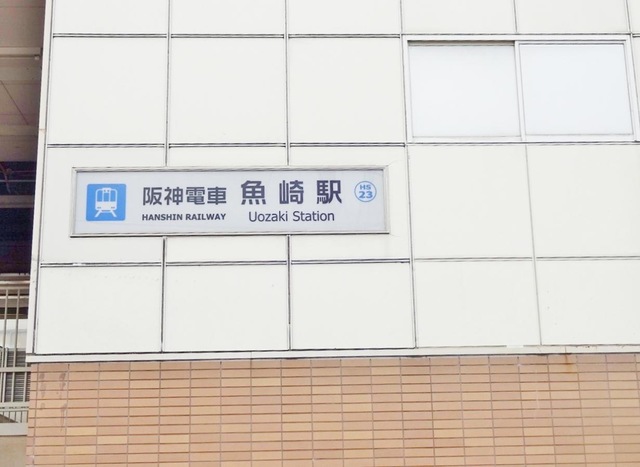 阪神電車 魚崎駅 HS 23
HANSHIN RAILWAY Uozaki Station